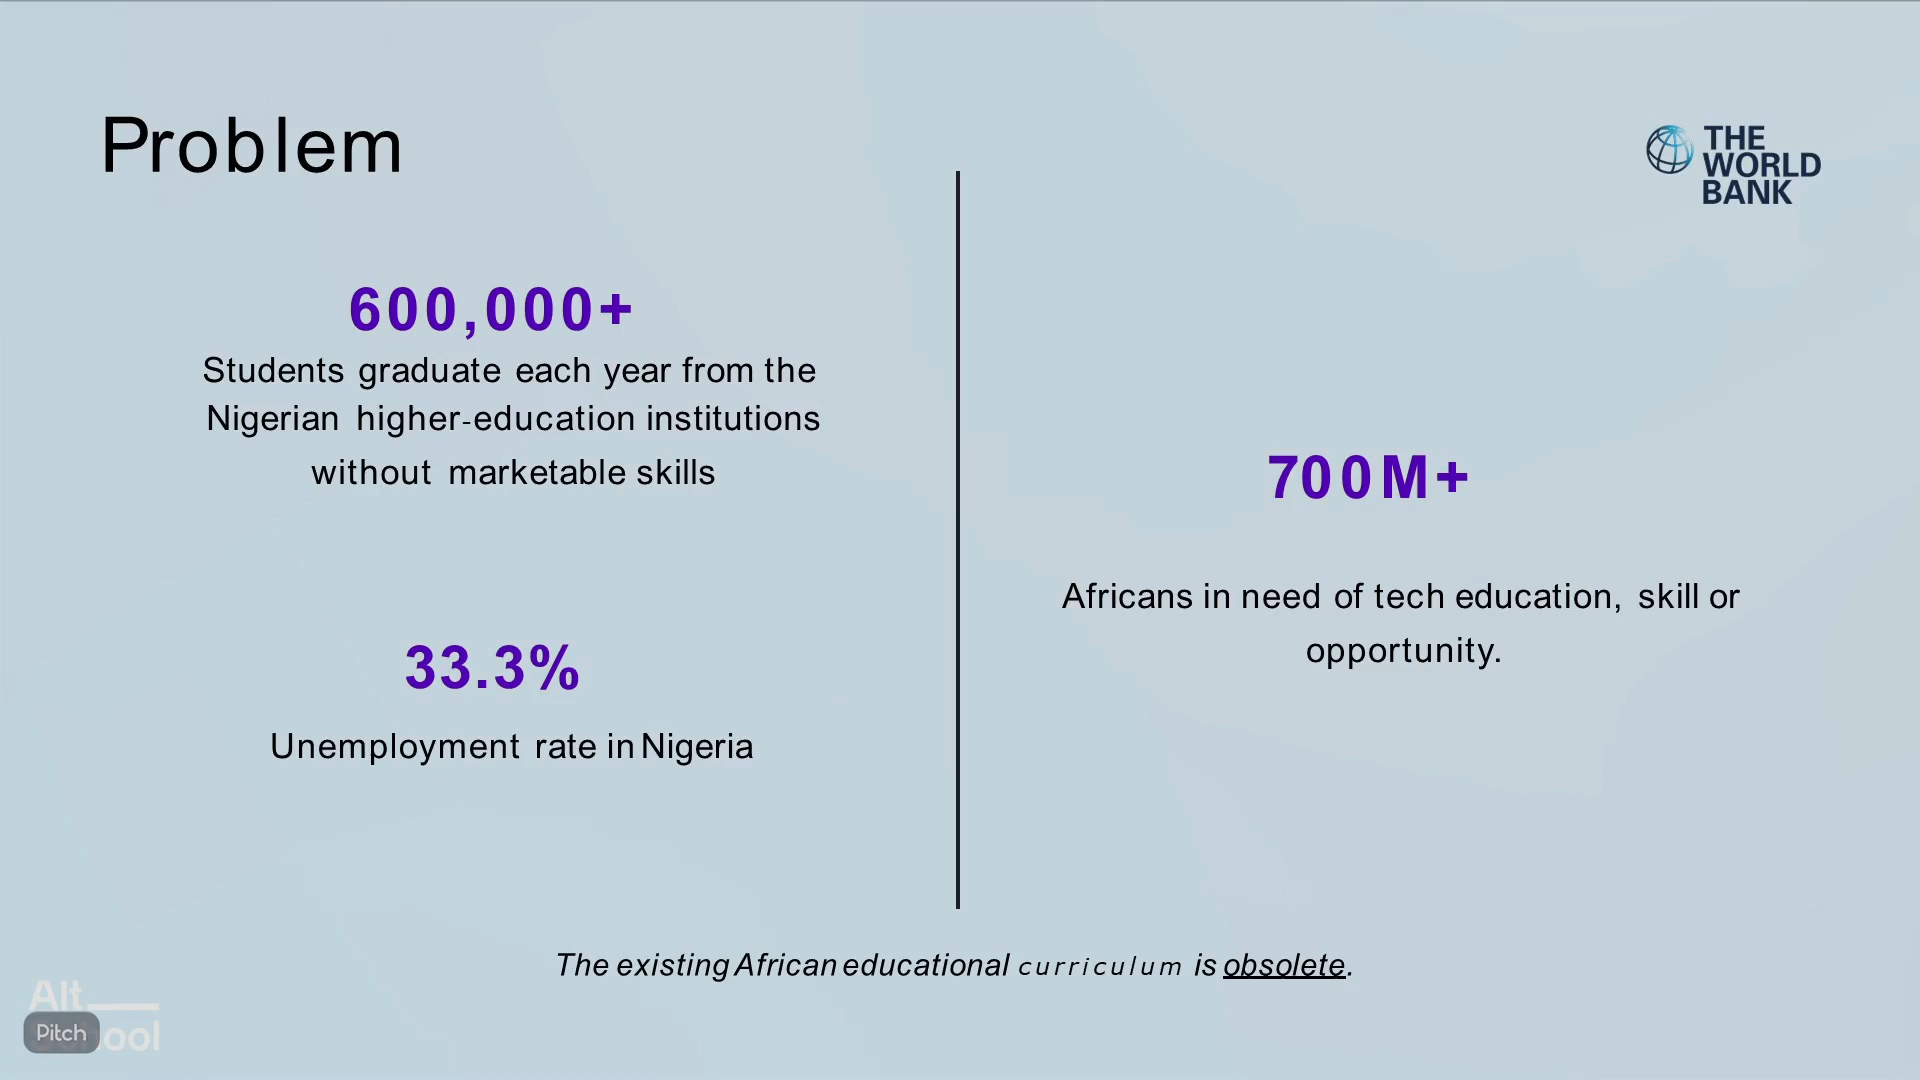 Problem
THE
WORLD
BANK
600,000+
Students graduate each year from the
Nigerian higher-education institutions
without marketable skills
33.3%
Unemployment rate in Nigeria
700M+
Africans in need of tech education, skill or
opportunity.
The existing African educational curriculum is obsolete.
Alt
Pitch
ool